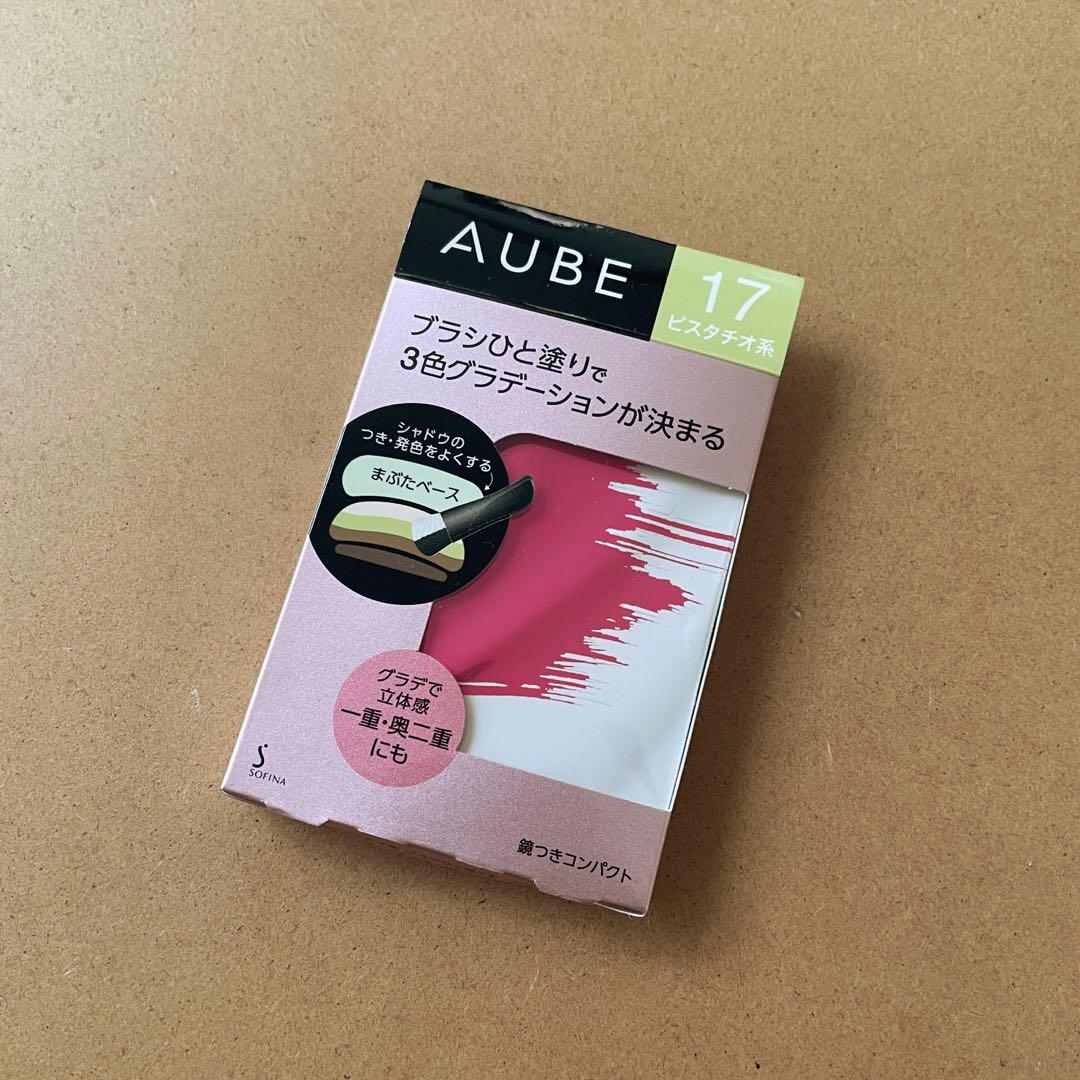 AUBE
17
ピスタチオ系
ブラシひと塗りで
3色グラデーションが決まる
シャドウの
つき・発色をよくする
まぶたベース
グラデで
立体感
一重・奥二重
にも
SOFINA
鏡つきコンパクト